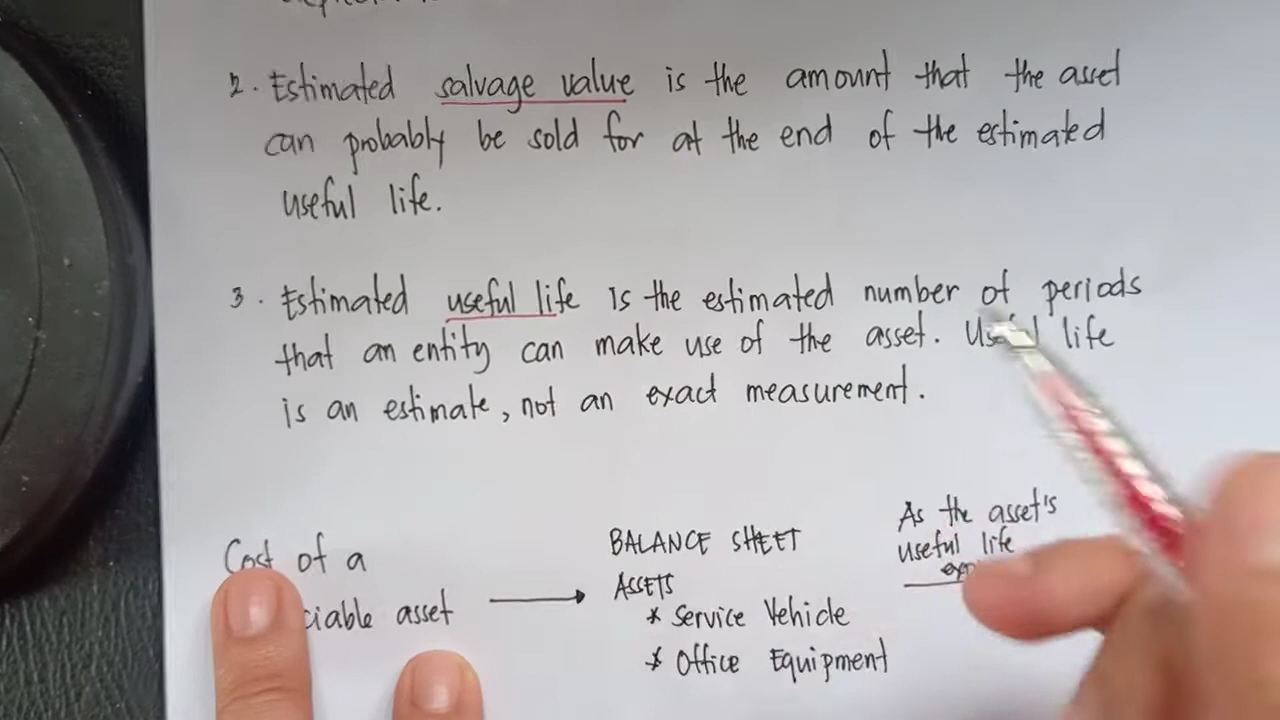 2. Estimated salvage value is the amount that the asset
can probably be sold for at the end of the estimated
useful life.
3. Estimated useful life is the estimated number of periods
that an entity can make use of the asset. Useful life
is an estimate, not an exact measurement.
Cost of a
ciable asset
BALANCE SHEET
ASSETS
* Service Vehicle
* Office Equipment
As the asset's
useful life